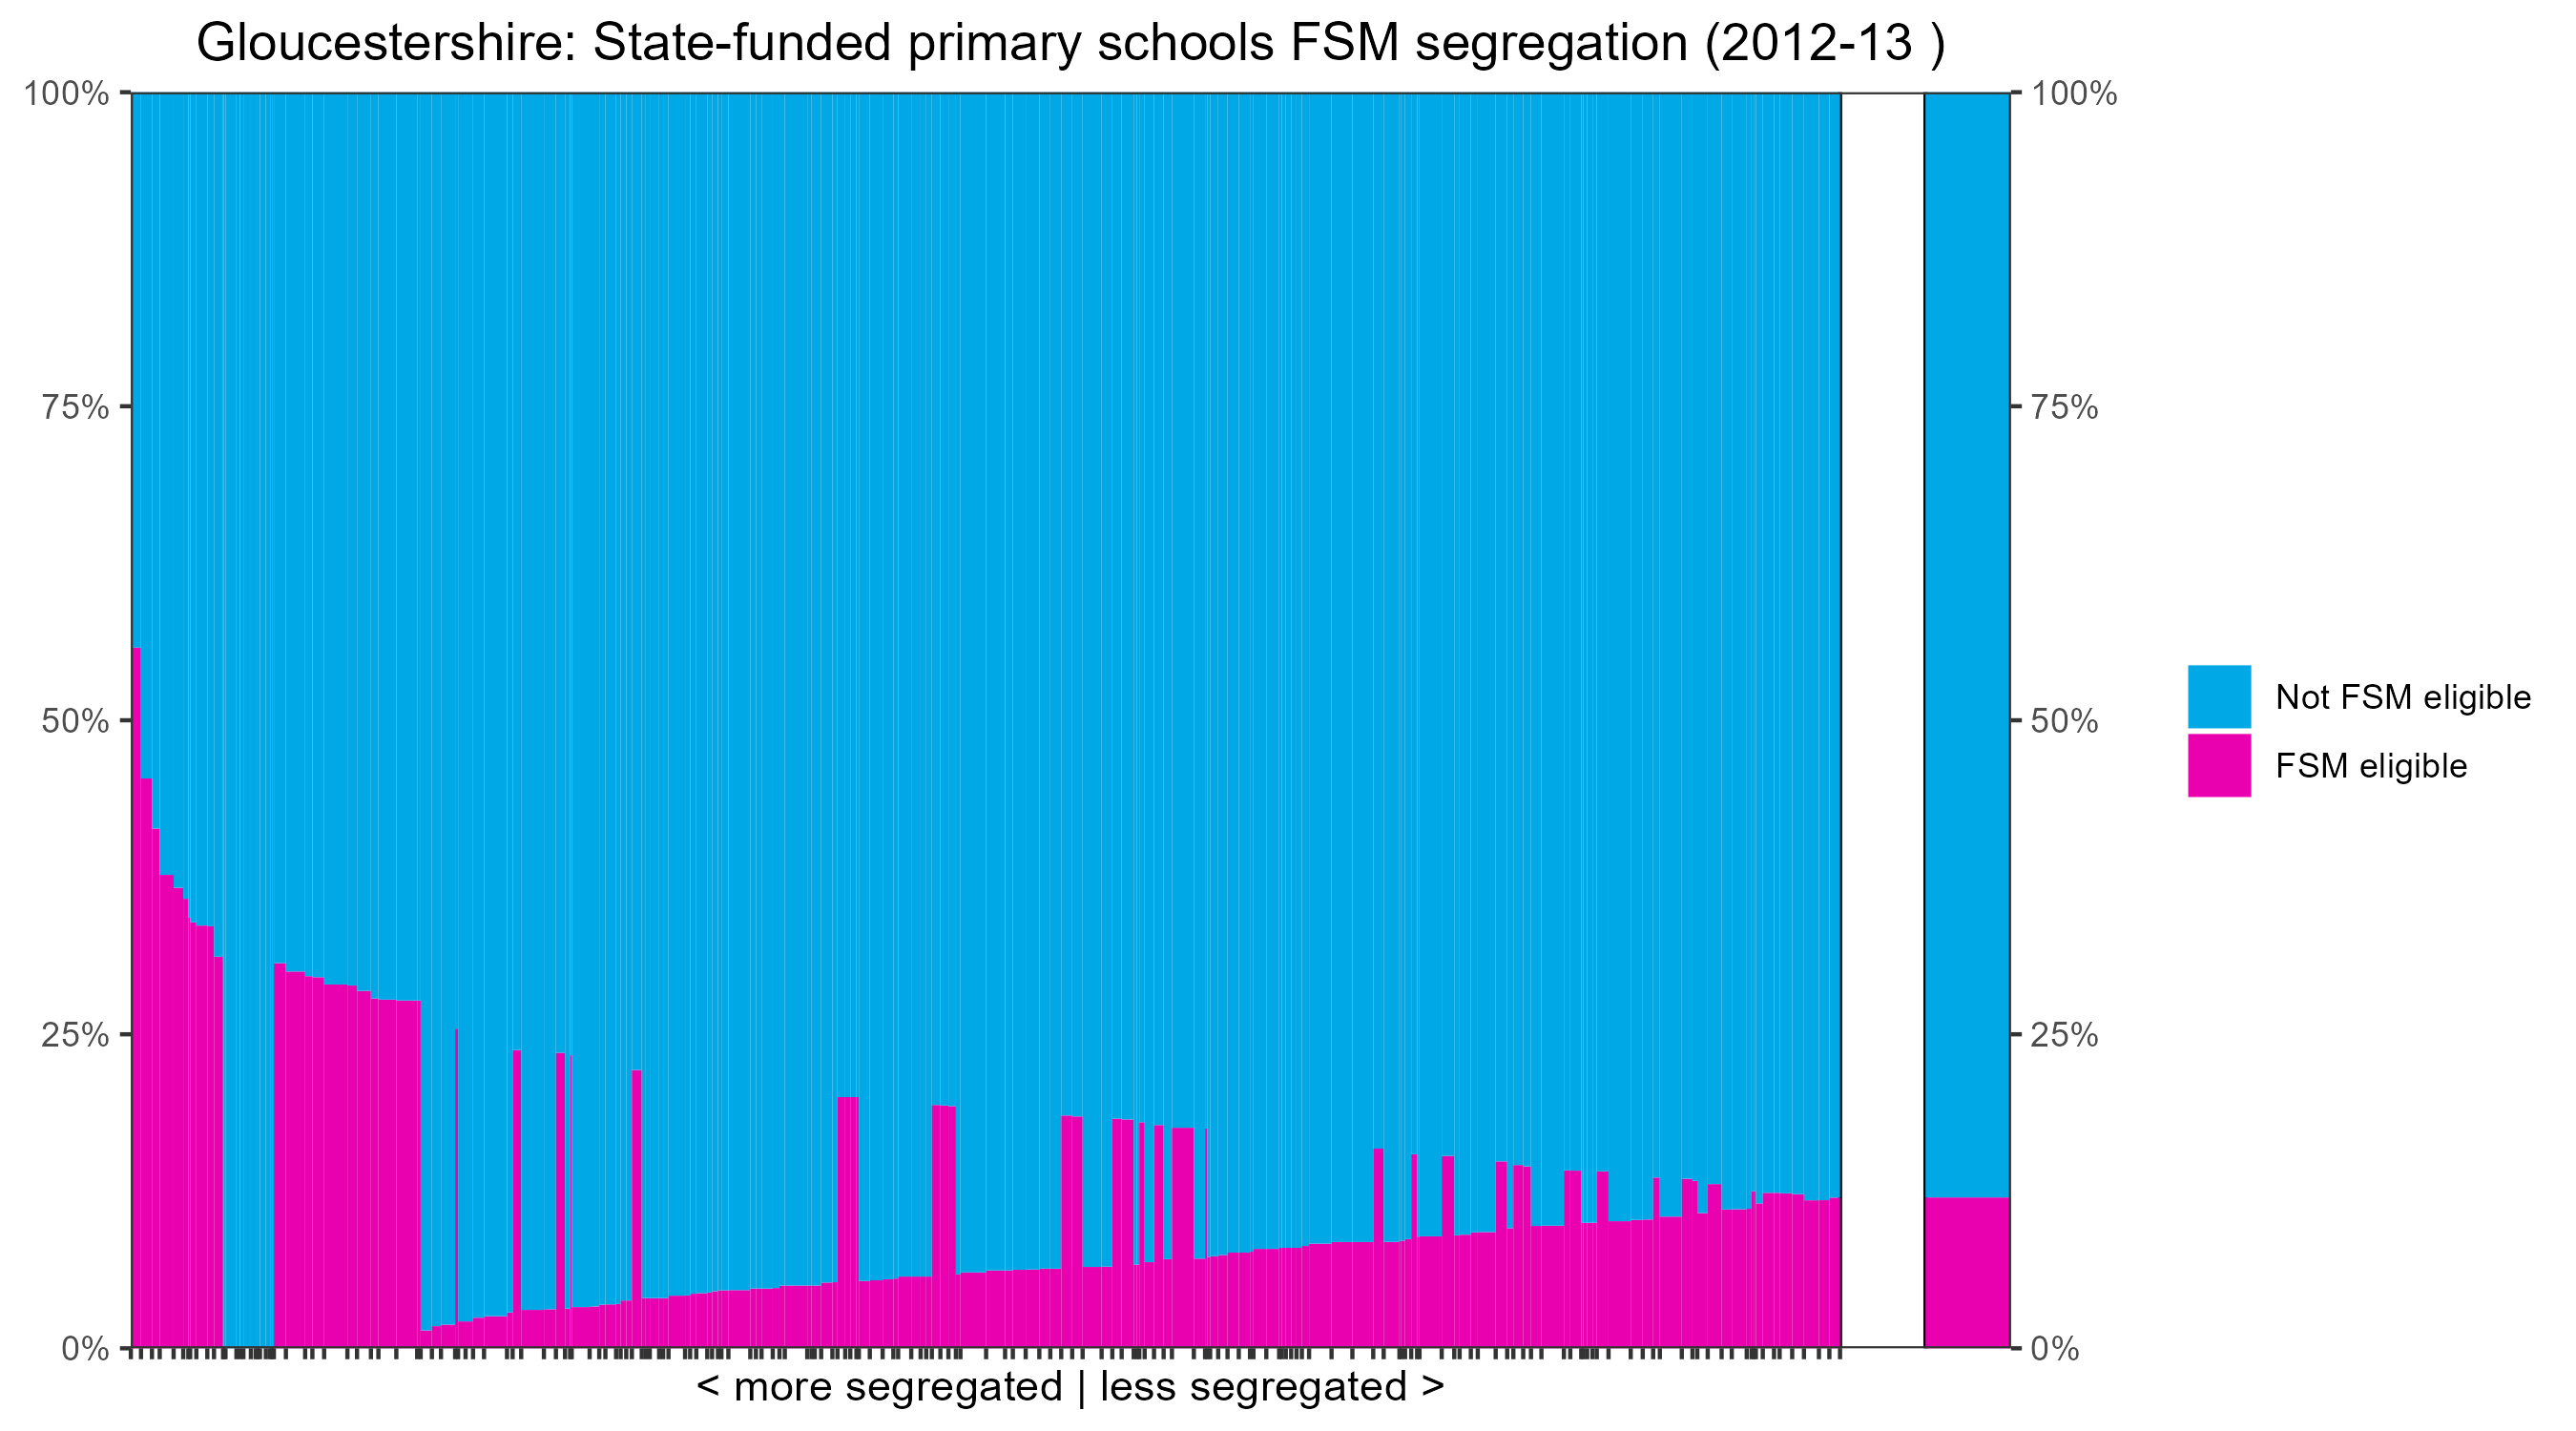 Gloucestershire: State-funded primary schools FSM segregation (2012-13 )
100%
75%
50%
25%
0%
100%
75%
50%
25%
0%
Not FSM eligible
FSM eligible
< more segregated | less segregated >